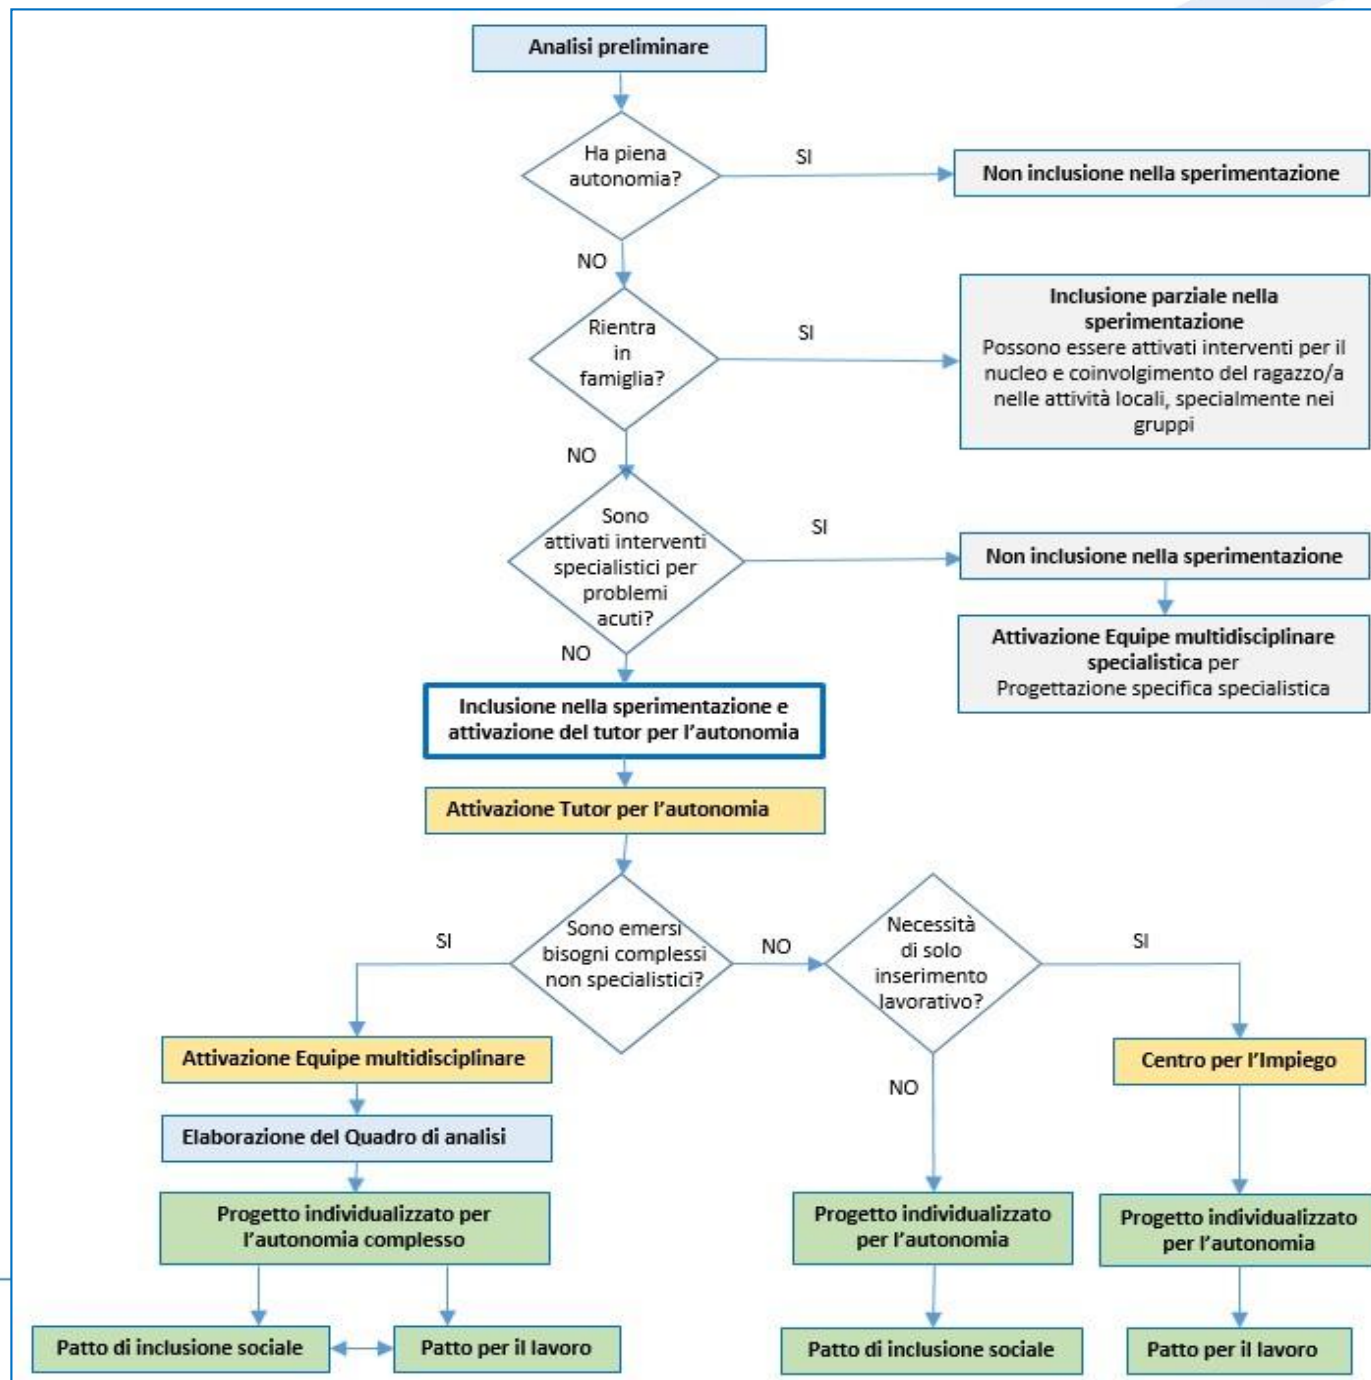 Analisi preliminare
Ha piena
autonomia?
SI
Non inclusione nella sperimentazione
NO
Rientra
in
famiglia?
SI
Inclusione parziale nella
sperimentazione
Possono essere attivati interventi per il
nucleo e coinvolgimento del ragazzo/a
nelle attività locali, specialmente nei
gruppi
NO
Sono
attivati interventi
specialistici per
problemi
acuti?
SI
Non inclusione nella sperimentazione
Attivazione Equipe multidisciplinare
specialistica per
Progettazione specifica specialistica
NO
Inclusione nella sperimentazione e
attivazione del tutor per l'autonomia
Attivazione Tutor per l'autonomia
Sono emersi
bisogni complessi
non specialistici?
SI
NO
Necessità
di solo
inserimento
lavorativo?
SI
NO
Attivazione Equipe multidisciplinare
Centro per l'Impiego
Elaborazione del Quadro di analisi
Progetto individualizzato per
l'autonomia complesso
Progetto individualizzato
per l'autonomia
Progetto individualizzato
per l'autonomia
Patto di inclusione sociale
Patto per il lavoro
Patto di inclusione sociale
Patto per il lavoro